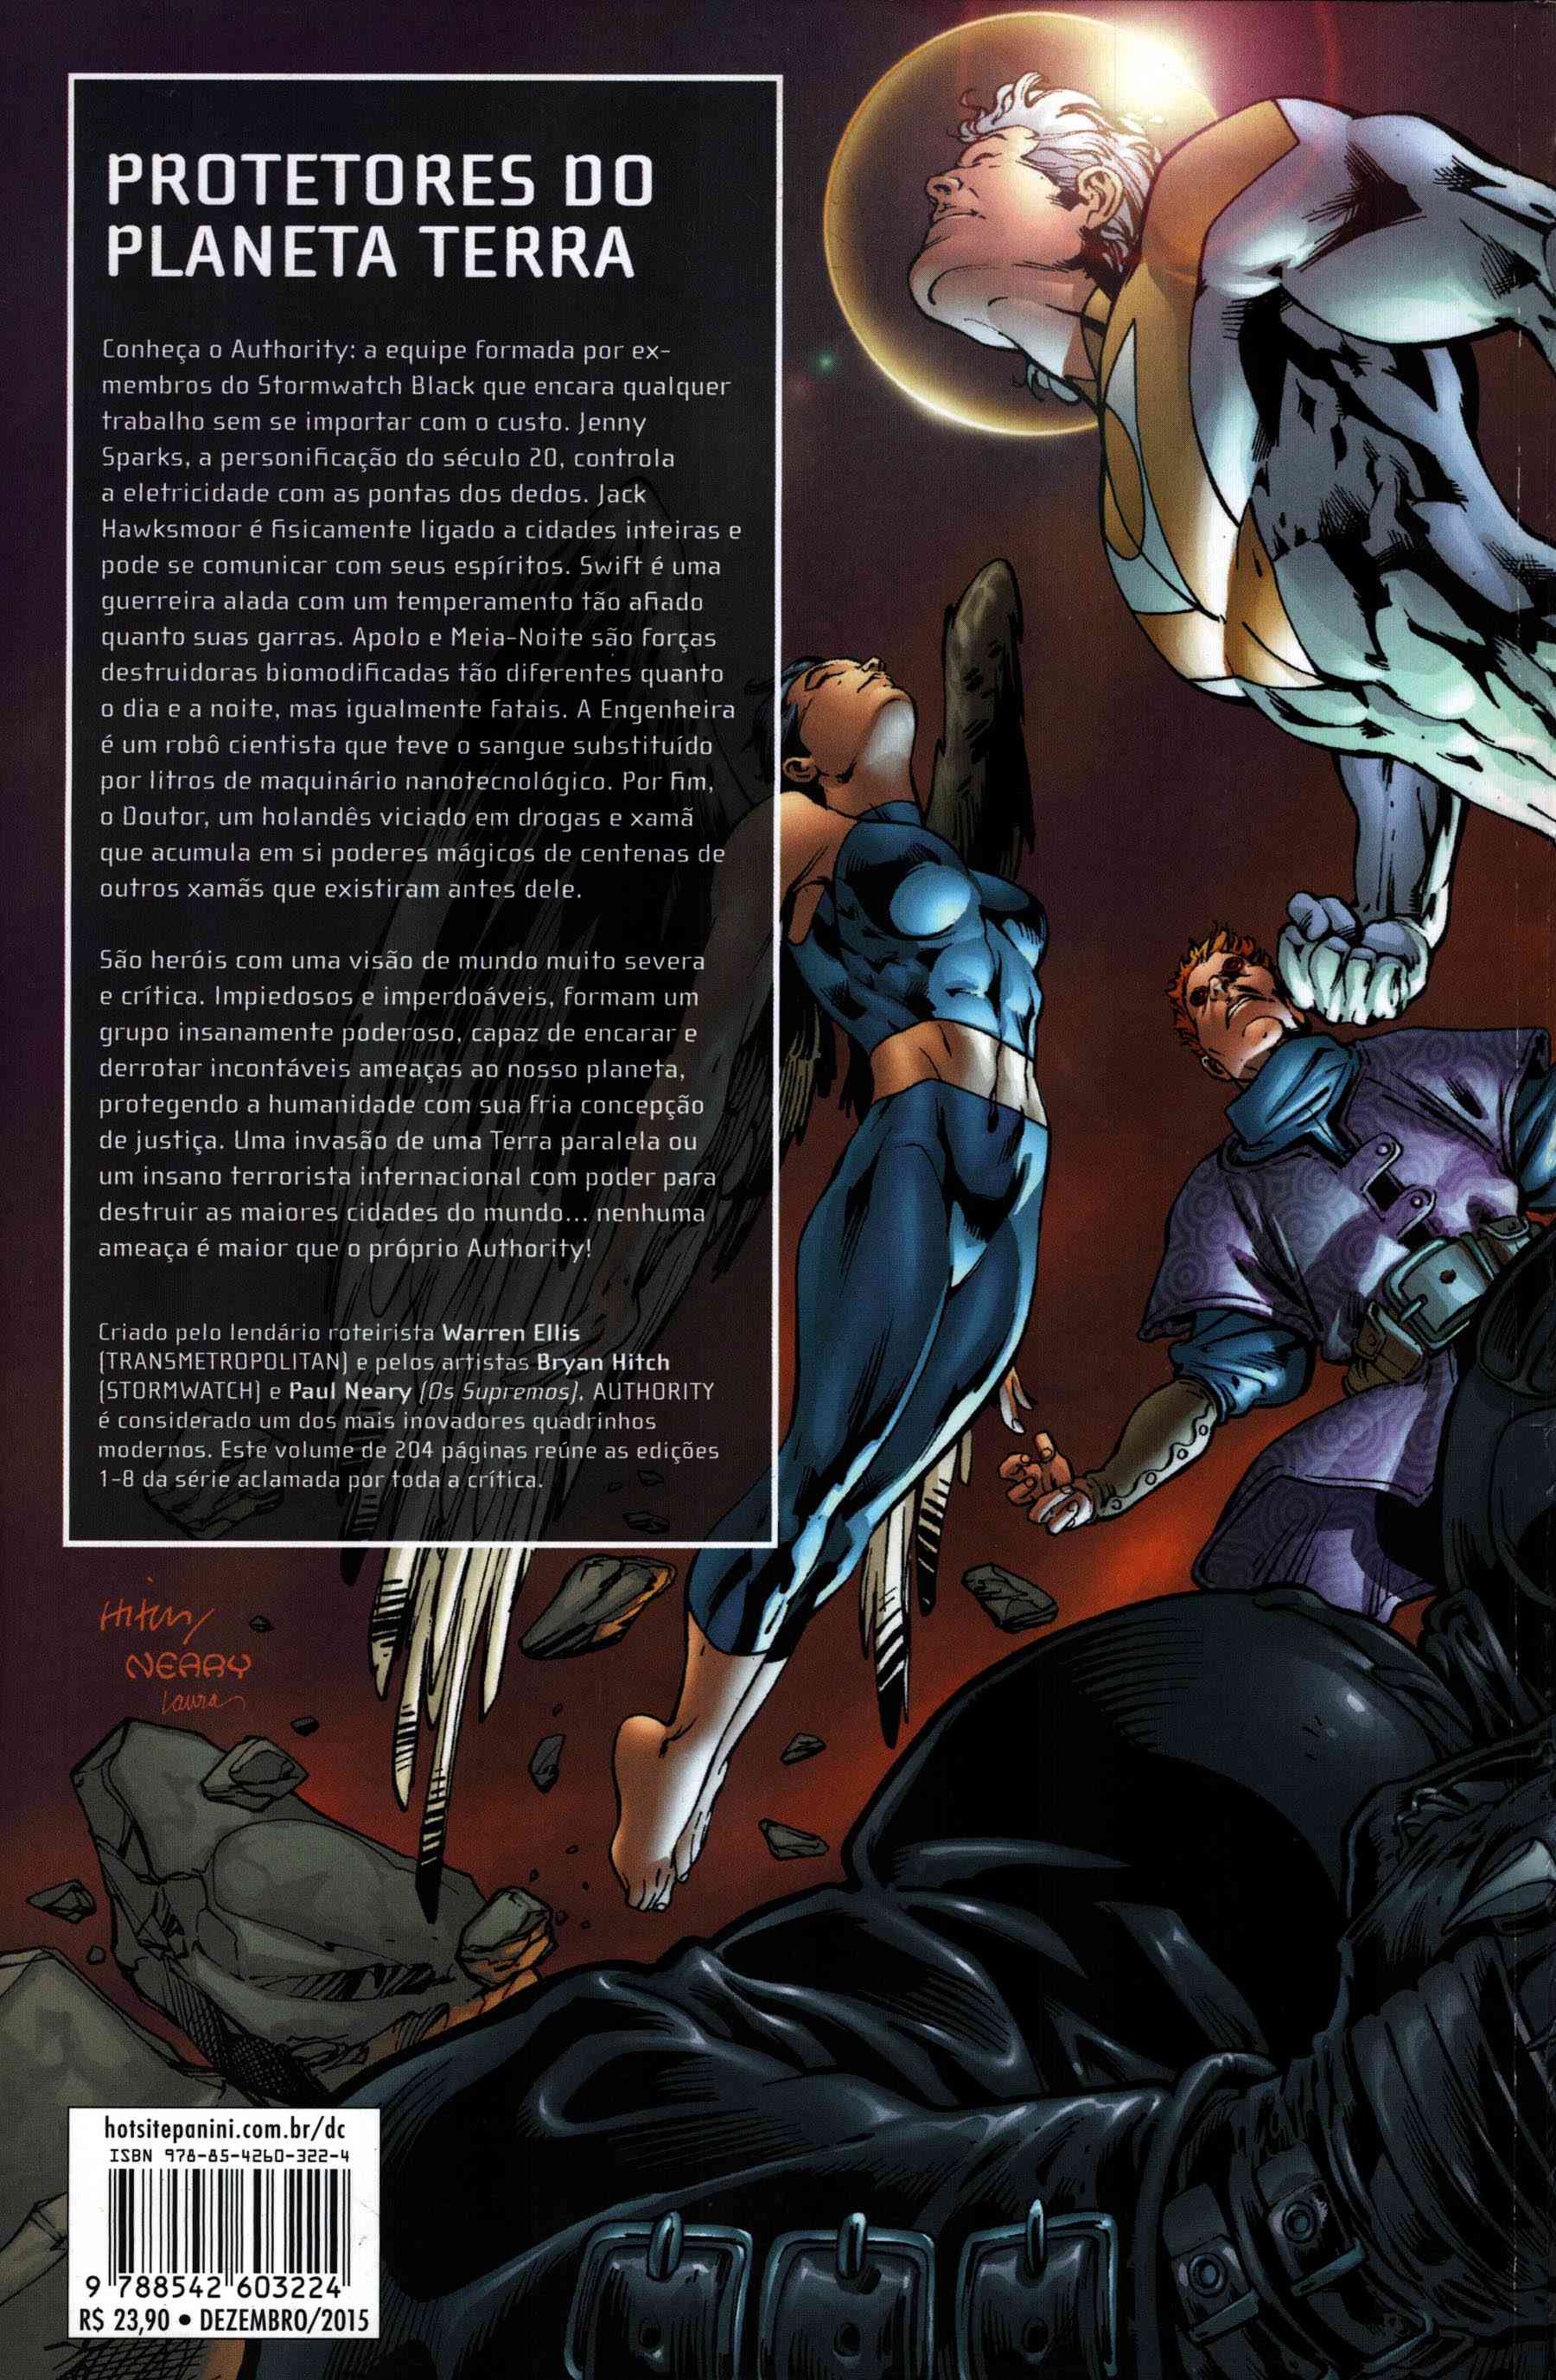 PROTETORES DO
PLANETA TERRA
Conheça o Authority: a equipe formada por ex-
membros do Stormwatch Black que encara qualquer
trabalho sem se importar com o custo. Jenny
Sparks, a personificação do século 20, controla
a eletricidade com as pontas dos dedos. Jack
Hawksmoor é fisicamente ligado a cidades inteiras e
pode se comunicar com seus espíritos. Swift é uma
guerreira alada com um temperamento tão afiado
quanto suas garras. Apolo e Meia-Noite são forças
destruidoras biomodificadas tão diferentes quanto
o dia e a noite, mas igualmente fatais. A Engenheira
é um robô cientista que teve o sangue substituído
por litros de maquinário nanotecnológico. Por fim,
o Doutor, um holandês viciado em drogas e xamã
que acumula em si poderes mágicos de centenas de
outros xamãs que existiram antes dele.
São heróis com uma visão de mundo muito severa
e crítica. Impiedosos e imperdoáveis, formam um
grupo insanamente poderoso, capaz de encarar e
derrotar incontáveis ameaças ao nosso planeta,
protegendo a humanidade com sua fria concepção
de justiça. Uma invasão de uma Terra paralela ou
um insano terrorista internacional com poder para
destruir as maiores cidades do mundo... nenhuma
ameaça é maior que o próprio Authority!
Criado pelo lendário roteirista Warren Ellis
(TRANSMETROPOLITAN) e pelos artistas Bryan Hitch
(STORMWATCH) e Paul Neary (Os Supremos), AUTHORITY
é considerado um dos mais inovadores quadrinhos
modernos. Este volume de 204 páginas reúne as edições
1-8 da série aclamada por toda a crítica.
Hitch
NEARY
Laura
hotsitepanini.com.br/dc
ISBN 978-85-4260-322-4
9 788542 603224
R$ 23,90 • DEZEMBRO/2015